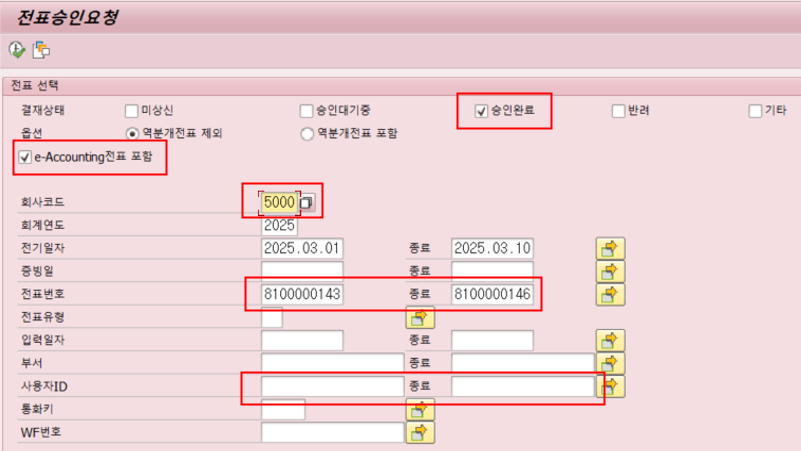 전표승인요청
전표 선택
결재상태 미상신 승인대기중 승인완료 반려 기타
옵션 역분개전표 제외 역분개전표 포함
e-Accounting전표 포함
회사코드 5000
회계연도 2025
전기일자 2025.03.01 종료 2025.03.10
증빙일 종료
전표번호 8100000143 종료 8100000146
전표유형
입력일자 종료
부서 종료
사용자ID 종료
통화키
WF번호